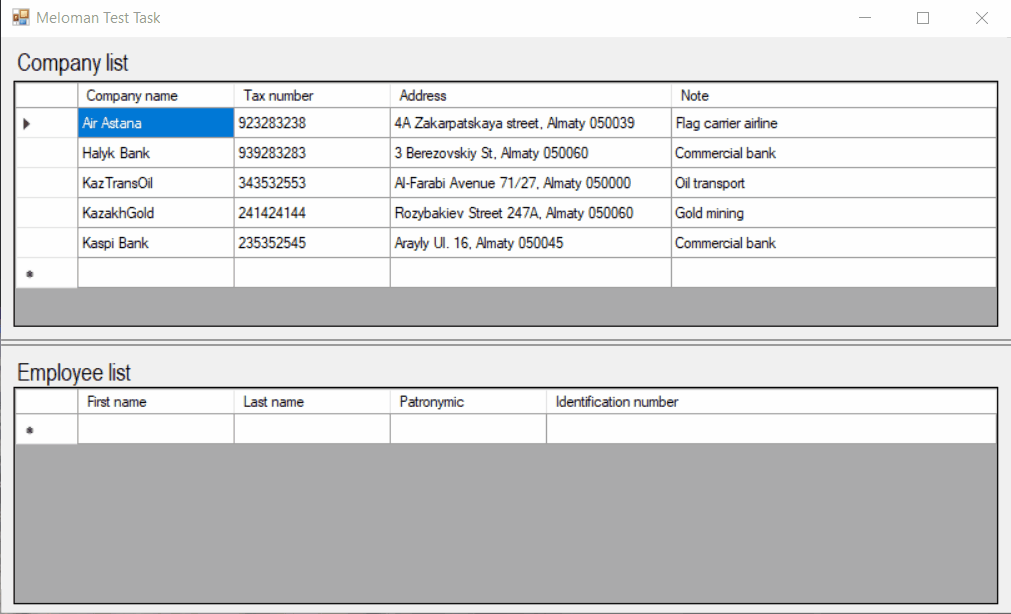 Meloman Test Task
Company list
Company name Tax number Address Note
Air Astana 923283238 4A Zakarpatskaya street, Almaty 050039 Flag carrier airline
Halyk Bank 939283283 3 Berezovskiy St, Almaty 050060 Commercial bank
KazTransOil 343532553 Al-Farabi Avenue 71/27, Almaty 050000 Oil transport
KazakhGold 241424144 Rozybakiev Street 247A, Almaty 050060 Gold mining
Kaspi Bank 235352545 Arayly Ul. 16, Almaty 050045 Commercial bank
Employee list
First name Last name Patronymic Identification number